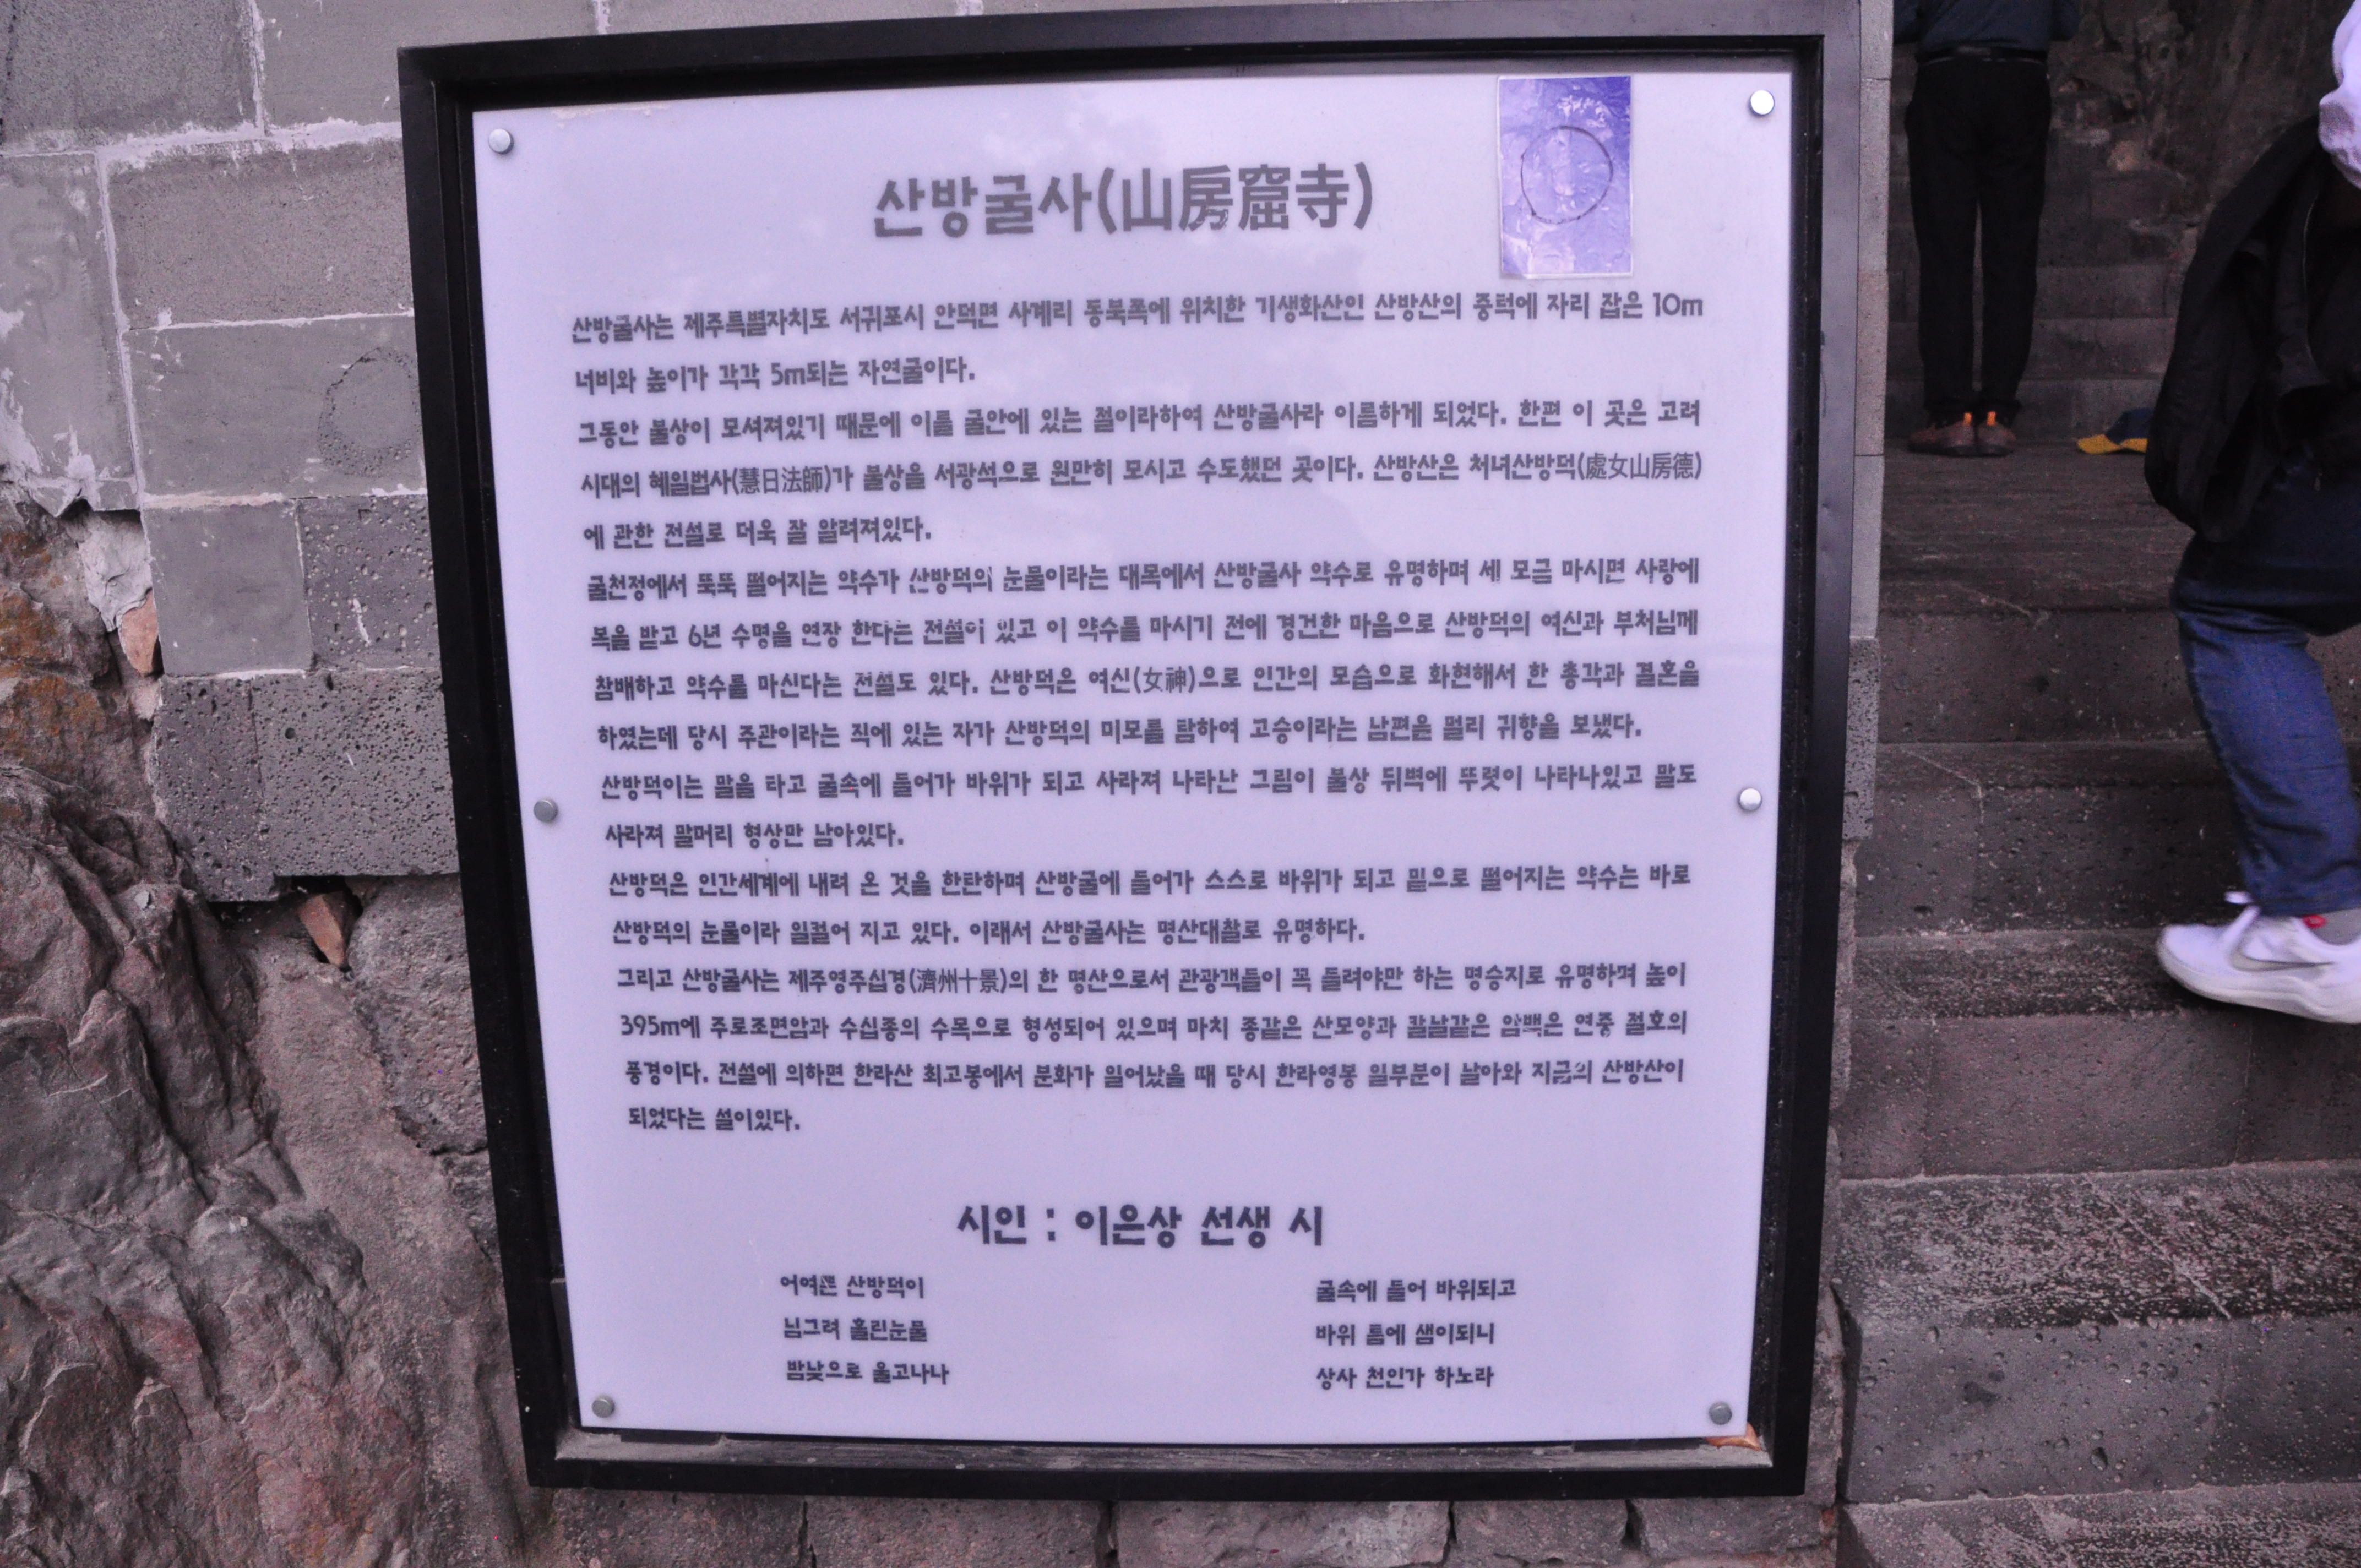 산방굴사(山房窟寺)
산방굴사는 제주특별자치도 서귀포시 안덕면 사계리 동북쪽에 위치한 기생화산인 산방산의 중턱에 자리 잡은 10m
너비와 높이가 각각 5m되는 자연굴이다.
그동안 불상이 모셔져있기 때문에 이를 굴안에 있는 절이라하여 산방굴사라 이름하게 되었다. 한편 이 곳은 고려
시대의 혜일법사(慧日法師)가 불상을 서광석으로 원만히 모시고 수도했던 곳이다. 산방산은 처녀산방덕(處女山房德)
에 관한 전설로 더욱 잘 알려져있다.
굴천정에서 뚝뚝 떨어지는 약수가 산방덕의 눈물이라는 대목에서 산방굴사 약수로 유명하며 세 모금 마시면 사랑에
복을 받고 6년 수명을 연장 한다는 전설이 있고 이 약수를 마시기 전에 경건한 마음으로 산방덕의 여신과 부처님께
참배하고 약수를 마신다는 전설도 있다. 산방덕은 여신(女神)으로 인간의 모습으로 화현해서 한 총각과 결혼을
하였는데 당시 주관이라는 직에 있는 자가 산방덕의 미모를 탐하여 고승이라는 남편을 멀리 귀향을 보냈다.
산방덕이는 말을 타고 굴속에 들어가 바위가 되고 사라져 나타난 그림이 불상 뒤벽에 뚜렷이 나타나있고 말도
사라져 말머리 형상만 남아있다.
산방덕은 인간세계에 내려 온 것을 한탄하며 산방굴에 들어가 스스로 바위가 되고 밑으로 떨어지는 약수는 바로
산방덕의 눈물이라 일컬어 지고 있다. 이래서 산방굴사는 명산대찰로 유명하다.
그리고 산방굴사는 제주영주십경(濟州十景)의 한 명산으로서 관광객들이 꼭 들려야만 하는 명승지로 유명하며 높이
395m에 주로조면암과 수십종의 수목으로 형성되어 있으며 마치 종같은 산모양과 칼날같은 암벽은 연중 절호의
풍경이다. 전설에 의하면 한라산 최고봉에서 분화가 일어났을 때 당시 한라영봉 일부분이 날아와 지금의 산방산이
되었다는 설이있다.
시인 : 이은상 선생 시
어여쁜 산방덕이
님그려 흘린눈물
밤낮으로 울고나나
굴속에 들어 바위되고
바위 틈에 샘이되니
상사 천인가 하노라